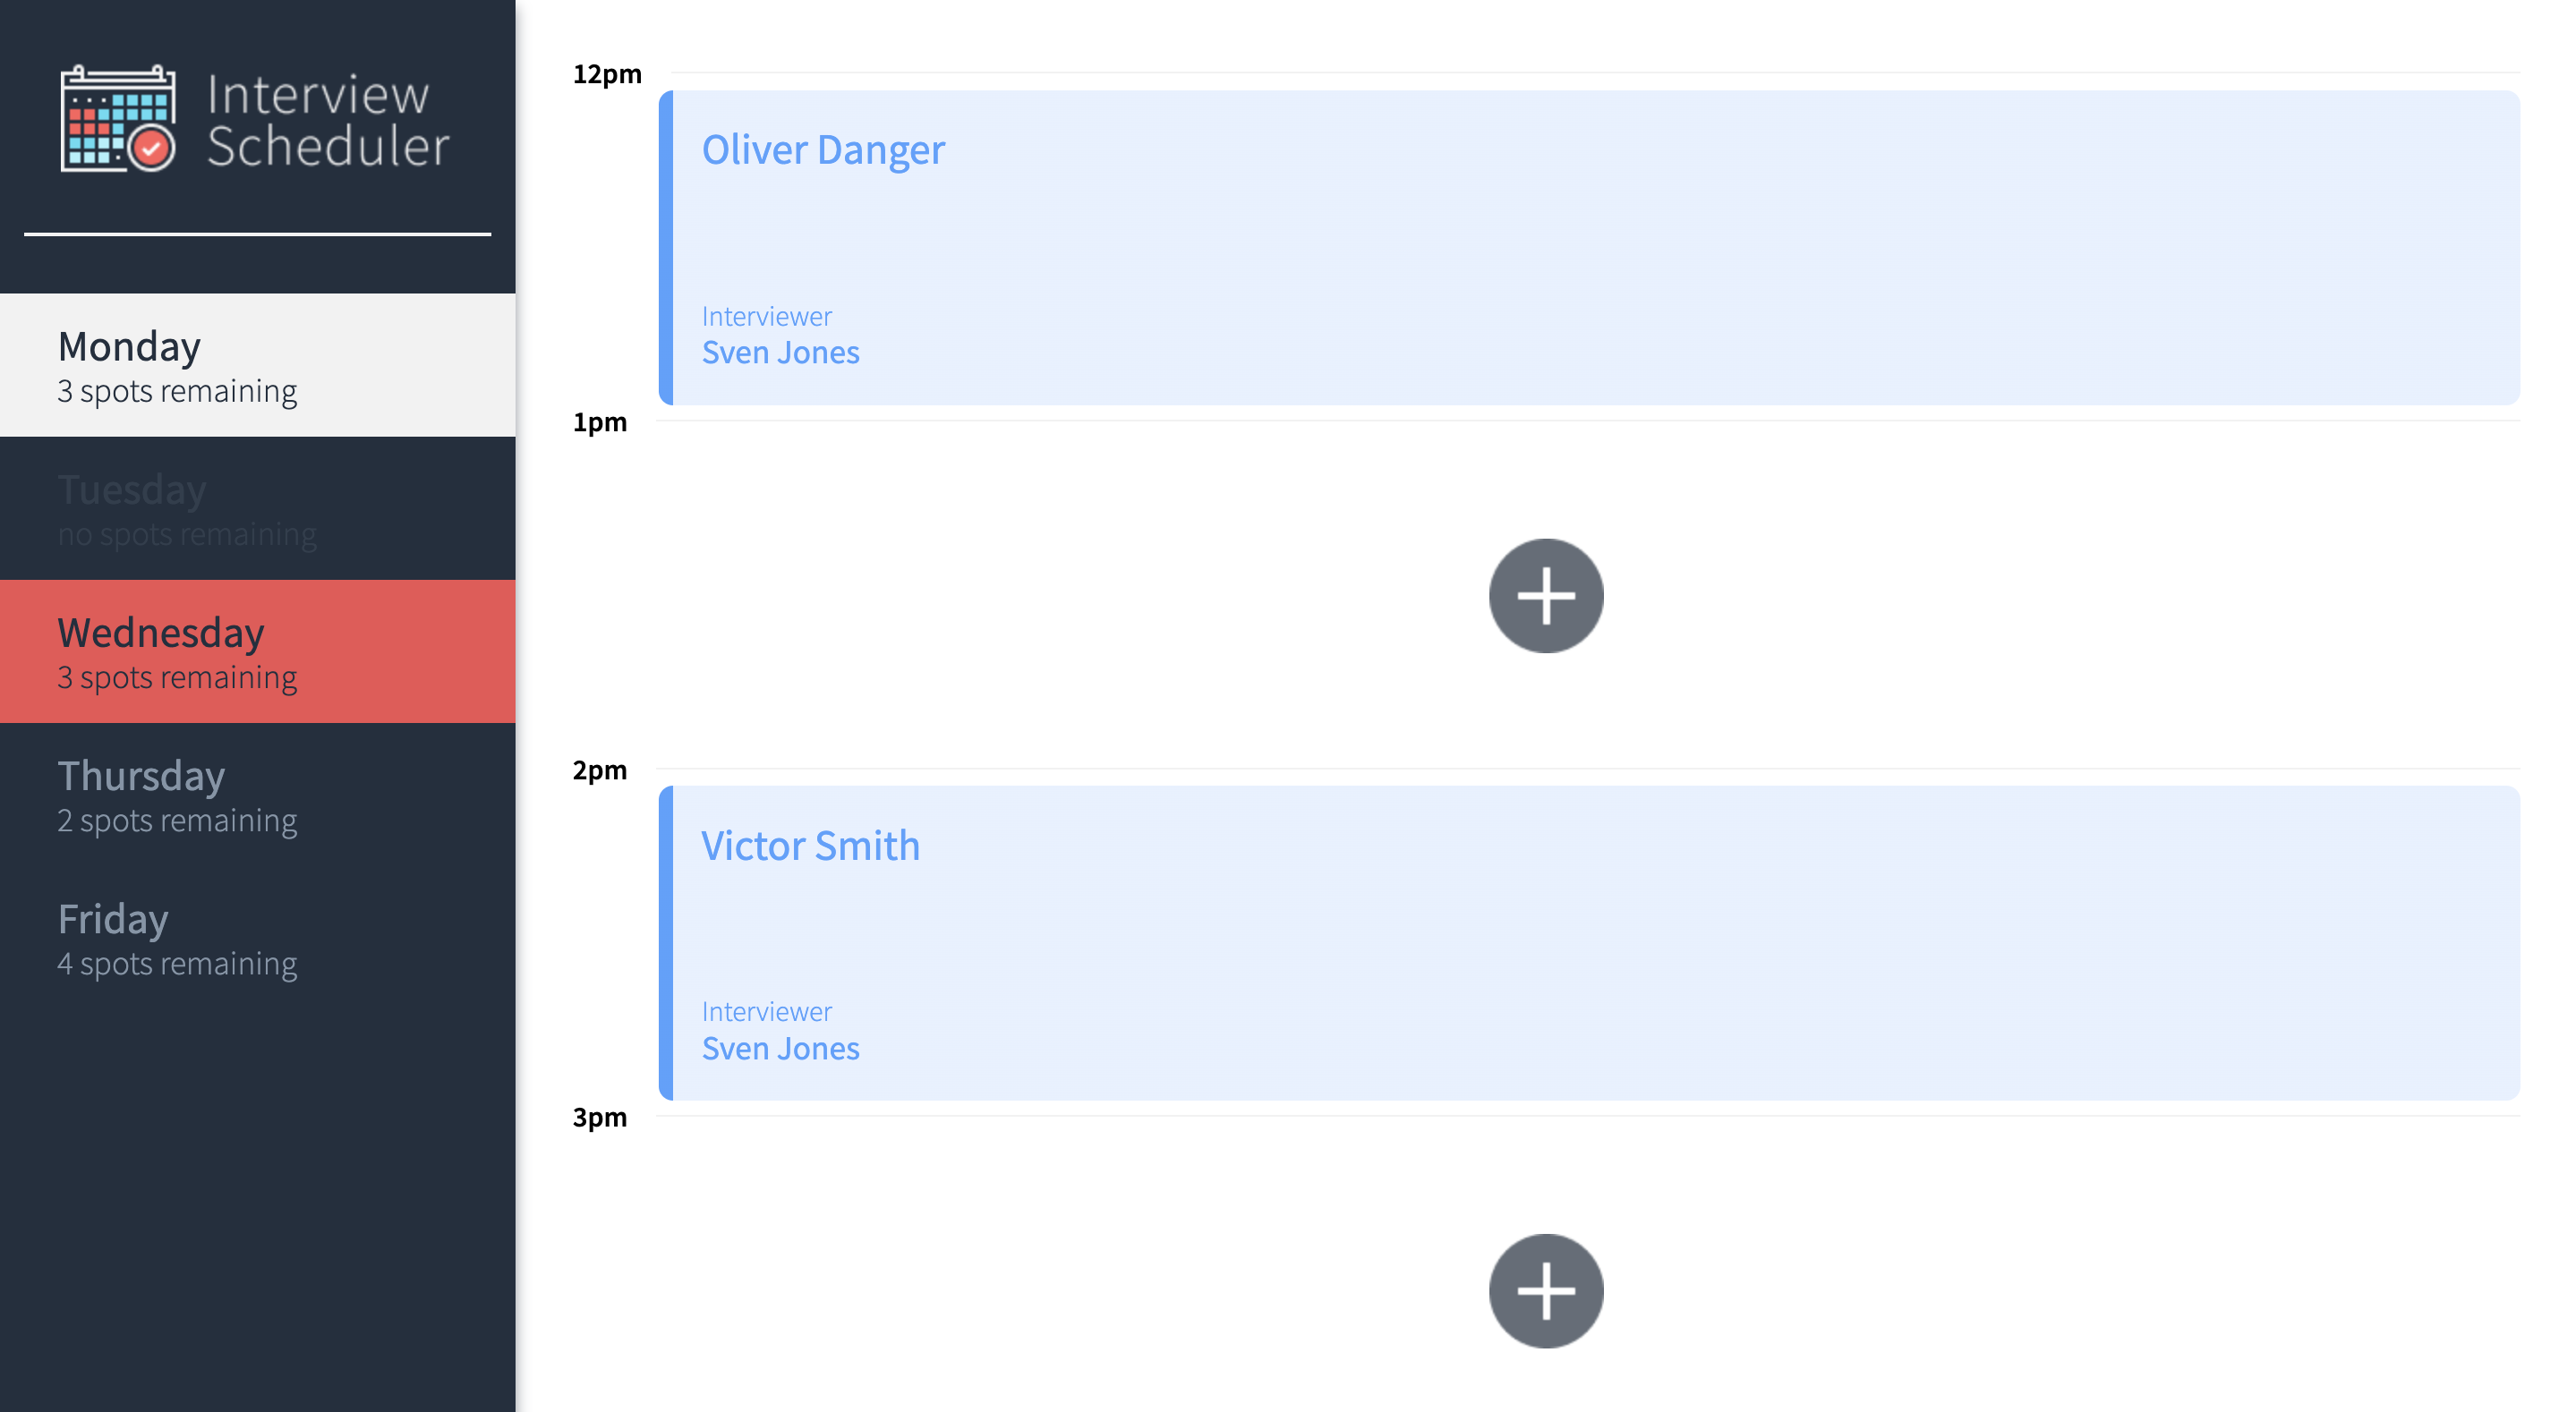 Interview
Scheduler
Monday
3 spots remaining
Tuesday
no spots remaining
Wednesday
3 spots remaining
Thursday
2 spots remaining
Friday
4 spots remaining
12pm
Oliver Danger
Interviewer
Sven Jones
1pm
2pm
Victor Smith
Interviewer
Sven Jones
3pm